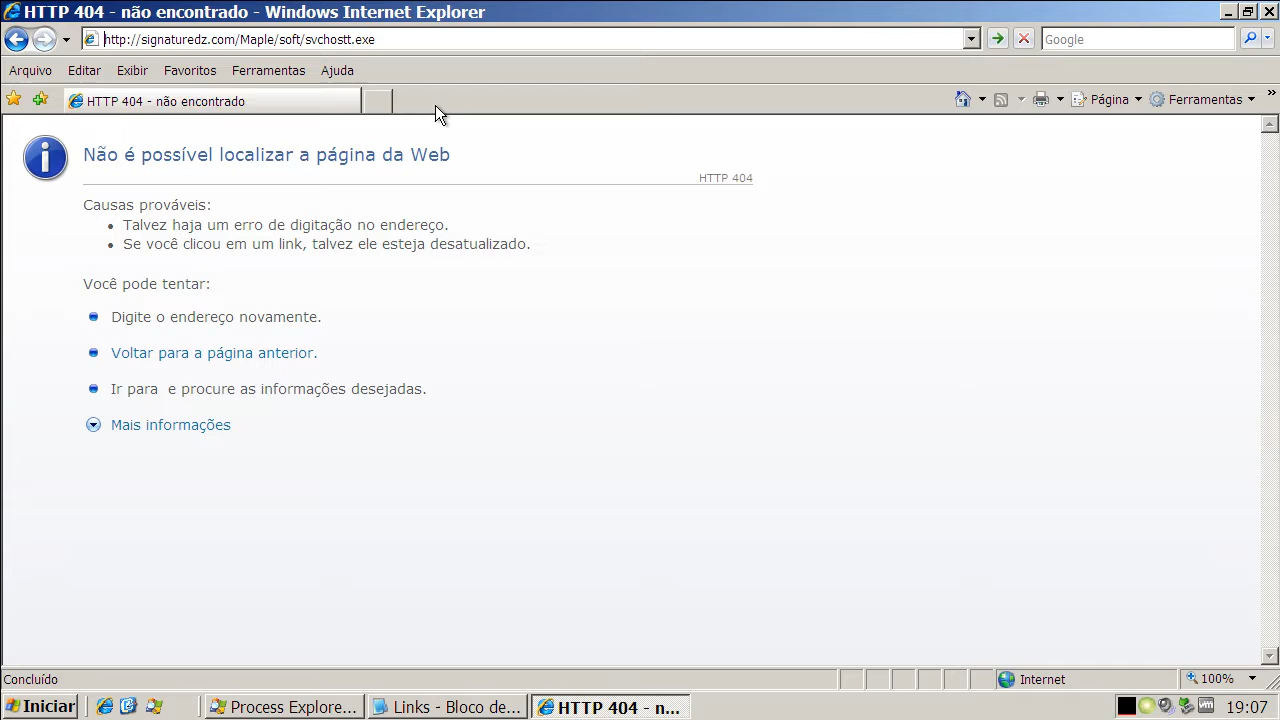 HTTP 404 - não encontrado - Windows Internet Explorer
http://signaturedz.com/Maple/soft/svchostt.exe
Google
Arquivo Editar Exibir Favoritos Ferramentas Ajuda
HTTP 404 - não encontrado
Página Ferramentas »
Não é possível localizar a página da Web
HTTP 404
Causas prováveis:
• Talvez haja um erro de digitação no endereço.
• Se você clicou em um link, talvez ele esteja desatualizado.
Você pode tentar:
Digite o endereço novamente.
Voltar para a página anterior.
Ir para e procure as informações desejadas.
Mais informações
Concluído Internet 100%
Iniciar Process Explore... Links - Bloco de... HTTP 404 - n... 19:07